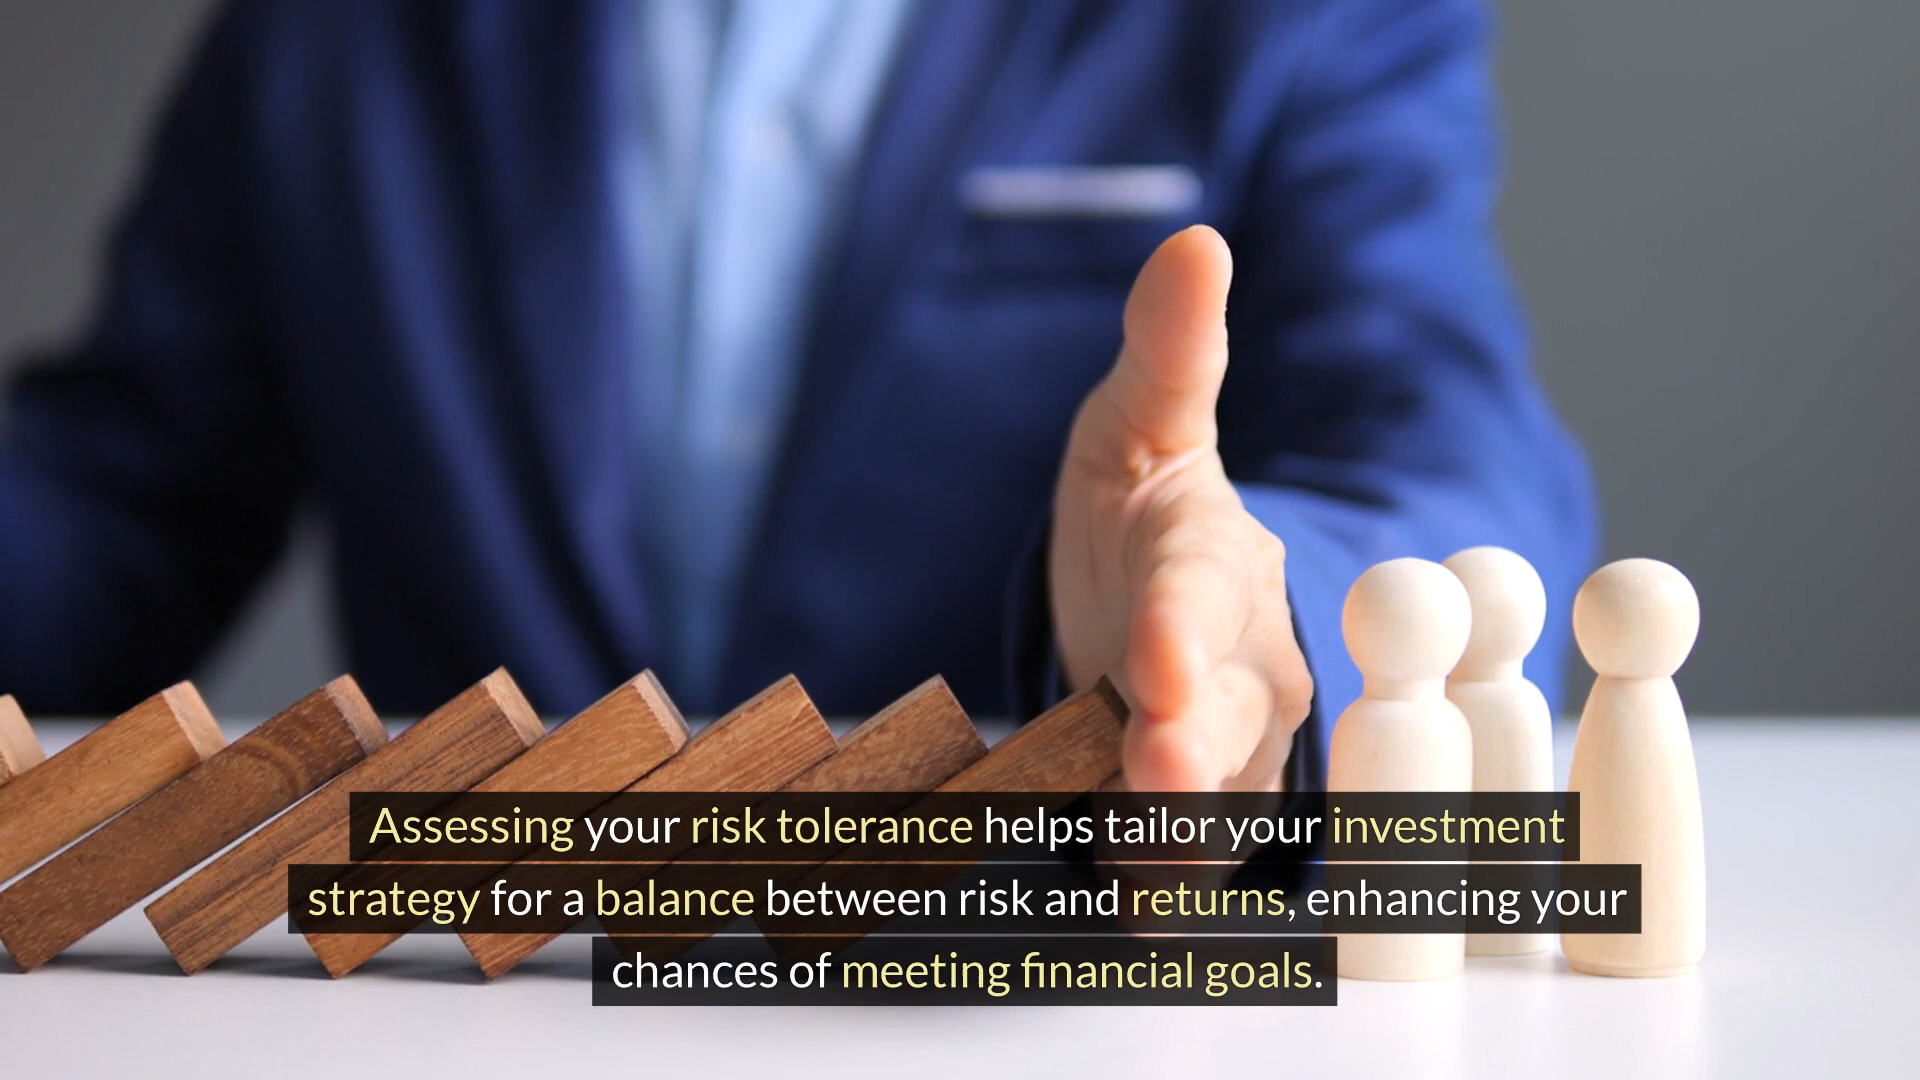 Assessing your risk tolerance helps tailor your investment
strategy for a balance between risk and returns, enhancing your
chances of meeting financial goals.